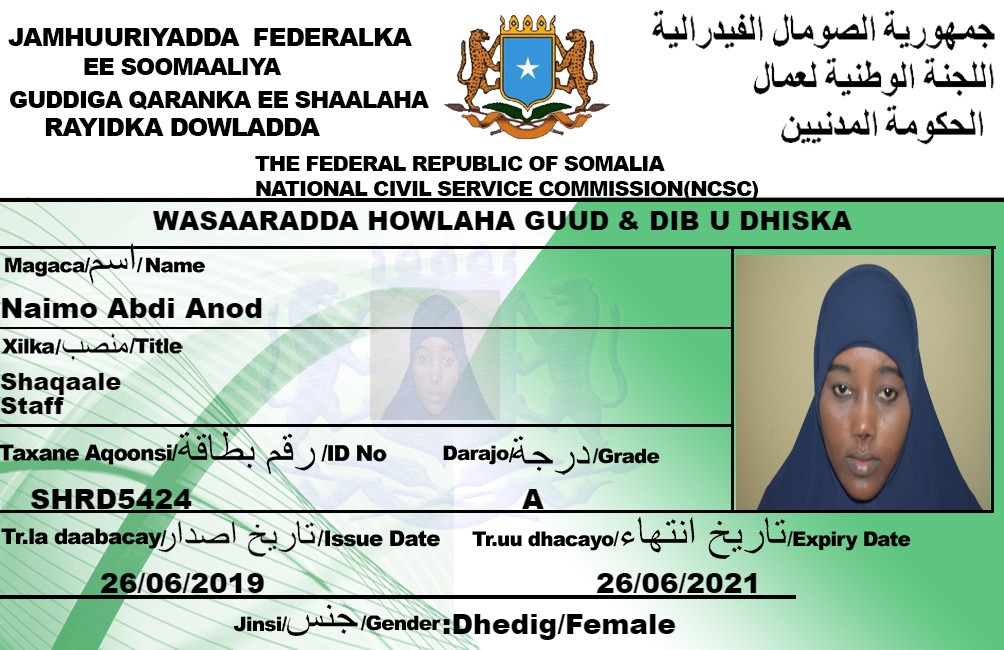 JAMHUURIYADDA FEDERALKA
EE SOOMAALIYA
GUDDIGA QARANKA EE SHAALAHA
RAYIDKA DOWLADDA
جمهورية الصومال الفيدرالية
اللجنة الوطنية لعمال
الحكومة المدنيين
THE FEDERAL REPUBLIC OF SOMALIA
NATIONAL CIVIL SERVICE COMMISSION(NCSC)
WASAARADDA HOWLAHA GUUD & DIB U DHISKA
Magaca/اسم/Name
Naimo Abdi Anod
Xilka/منصب/Title
Shaqaale
Staff
Taxane Aqoonsi/رقم بطاقة/ID No Darajo/درجة/Grade
SHRD5424 A
Tr.la daabacay/تاريخ اصدار/Issue Date Tr.uu dhacayo/تاريخ انتهاء/Expiry Date
26/06/2019 26/06/2021
Jinsi/جنس/Gender:Dhedig/Female